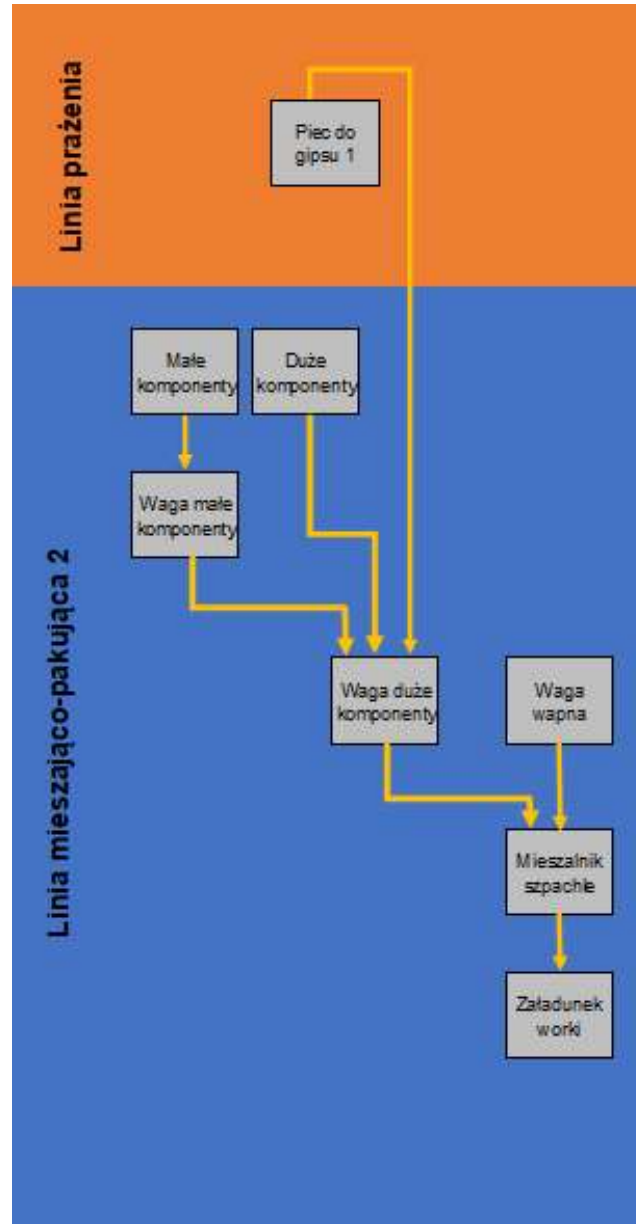 Linia prażenia
Piec do
gipsu 1
Linia mieszająco-pakująca 2
Małe
komponenty
Duże
komponenty
Waga małe
komponenty
Waga duże
komponenty
Waga
wapna
Mieszalnik
szpachle
Załadunek
worki